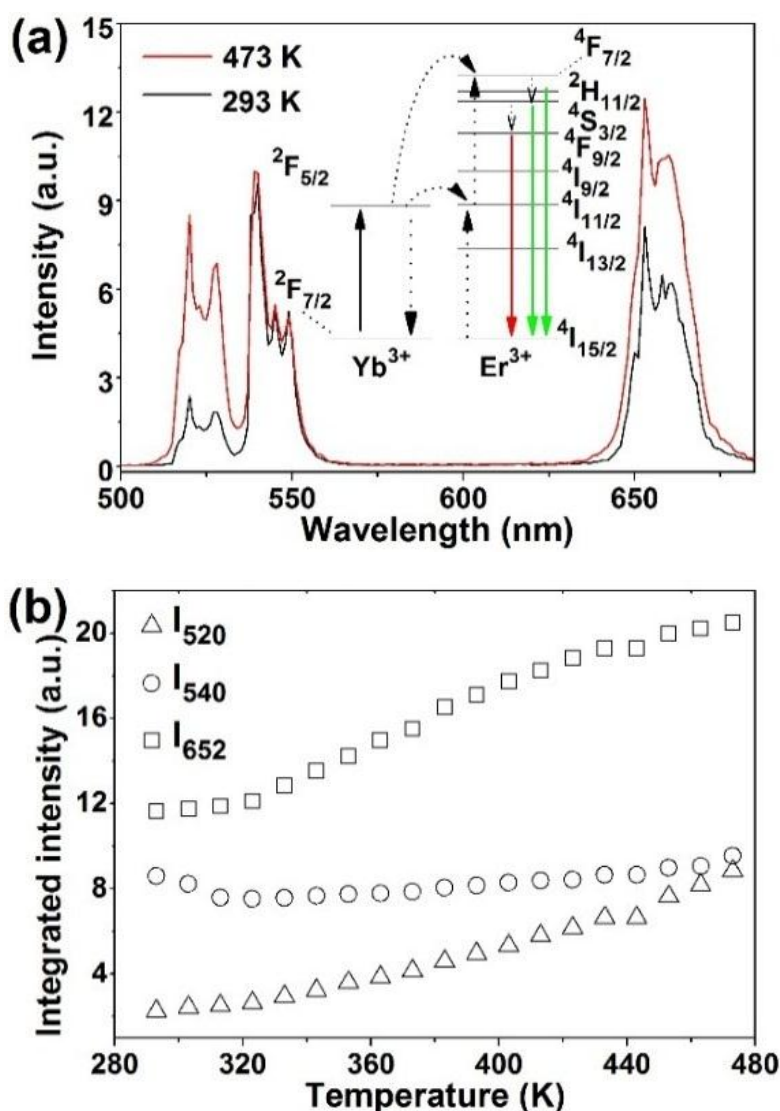 (a)
473 K
293 K
Intensity (a.u.)
15
12
9
6
3
0
⁴F₇/₂
²H₁₁/₂
⁴S₃/₂
⁴F₉/₂
⁴I₉/₂
⁴I₁₁/₂
⁴I₁₃/₂
⁴I₁₅/₂
²F₅/₂
²F₇/₂
Yb³⁺
Er³⁺
500
550
600
650
Wavelength (nm)
(b)
I₅₂₀
I₅₄₀
I₆₅₂
Integrated intensity (a.u.)
20
16
12
8
4
280
320
360
400
440
480
Temperature (K)